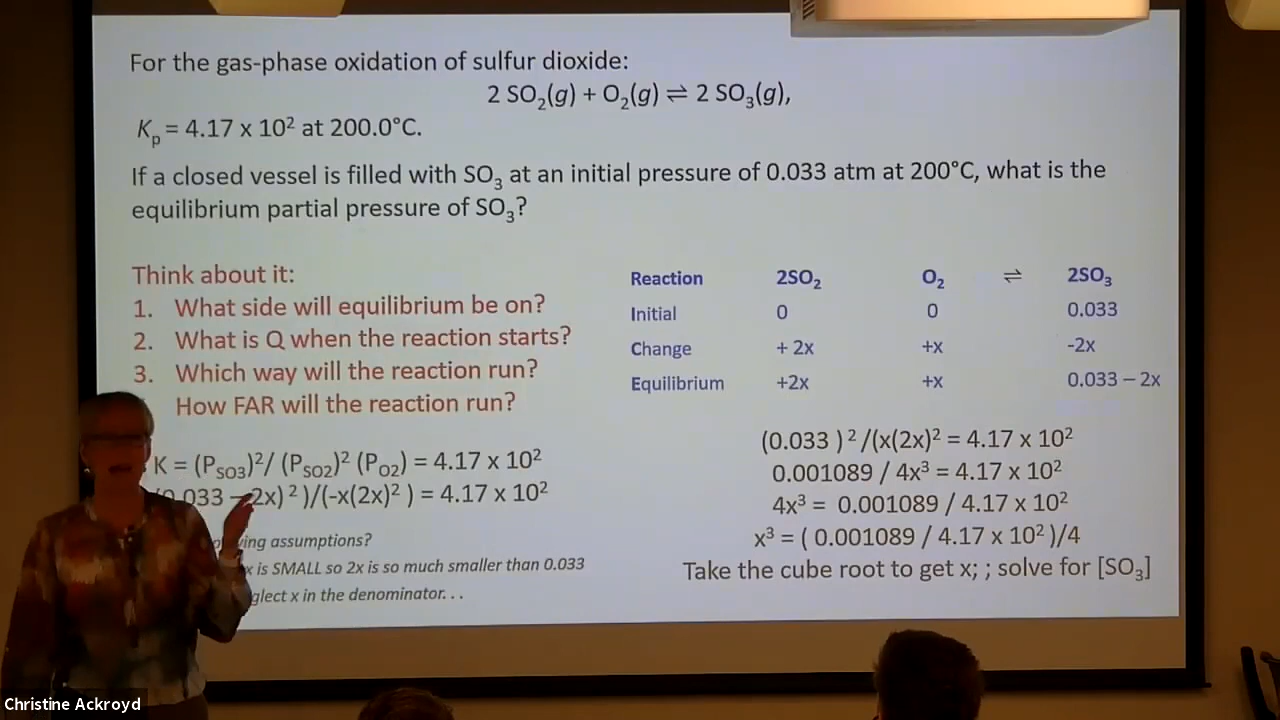 For the gas-phase oxidation of sulfur dioxide:
2 SO₂(g) + O₂(g) ⇌ 2 SO₃(g),
Kₚ = 4.17 x 10² at 200.0°C.
If a closed vessel is filled with SO₃ at an initial pressure of 0.033 atm at 200°C, what is the
equilibrium partial pressure of SO₃?
Think about it:
1. What side will equilibrium be on?
2. What is Q when the reaction starts?
3. Which way will the reaction run?
How FAR will the reaction run?
K = (P_SO3)²/ (P_SO2)² (P_O2) = 4.17 x 10²
0.033 – 2x) ² )/(-x(2x)² ) = 4.17 x 10²
assumptions?
x is SMALL so 2x is so much smaller than 0.033
x in the denominator. . .
Reaction 2SO₂ O₂ ⇌ 2SO₃
Initial 0 0 0.033
Change + 2x +x -2x
Equilibrium +2x +x 0.033 – 2x
(0.033 ) ² /(x(2x)² = 4.17 x 10²
0.001089 / 4x³ = 4.17 x 10²
4x³ = 0.001089 / 4.17 x 10²
x³ = ( 0.001089 / 4.17 x 10² )/4
Take the cube root to get x; ; solve for [SO₃]
Christine Ackroyd